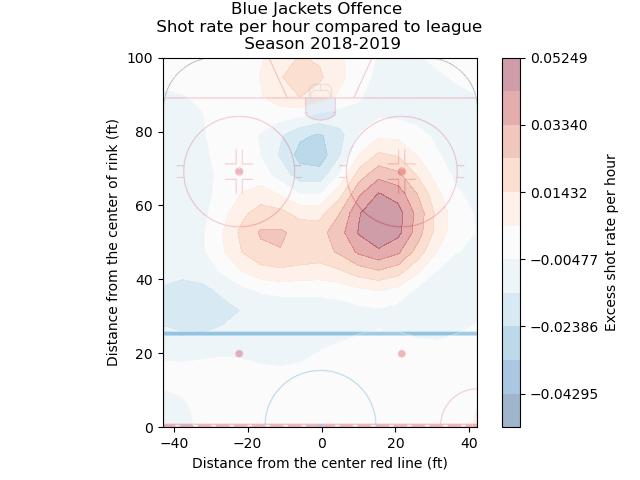 Blue Jackets Offence
Shot rate per hour compared to league
Season 2018-2019
100
80
60
40
20
0
Distance from the center of rink (ft)
−40
−20
0
20
40
Distance from the center red line (ft)
0.05249
0.03340
0.01432
−0.00477
−0.02386
−0.04295
Excess shot rate per hour